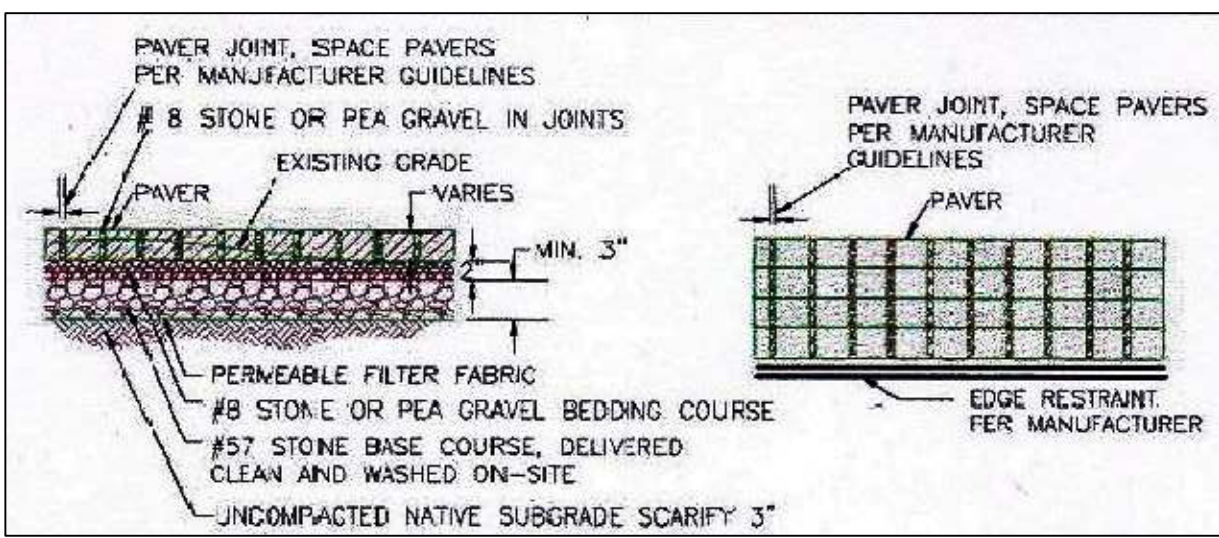 PAVER JOINT, SPACE PAVERS
PER MANUFACTURER GUIDELINES
# 8 STONE OR PEA GRAVEL IN JOINTS
EXISTING GRADE
PAVER
VARIES
MIN. 3"
PERMEABILE FILTER FABRIC
#8 STONE OR PEA GRAVEL BEDDING COURSE
#57 STONE BASE COURSE, DELIVERED
CLEAN AND WASHED ON-SITE
UNCOMPACTED NATIVE SUBGRADE SCARIFY 3"
PAVER JOINT, SPACE PAVERS
PER MANUFACTURER
GUIDELINES
PAVER
EDGE RESTRAINT
PER MANUFACTURER